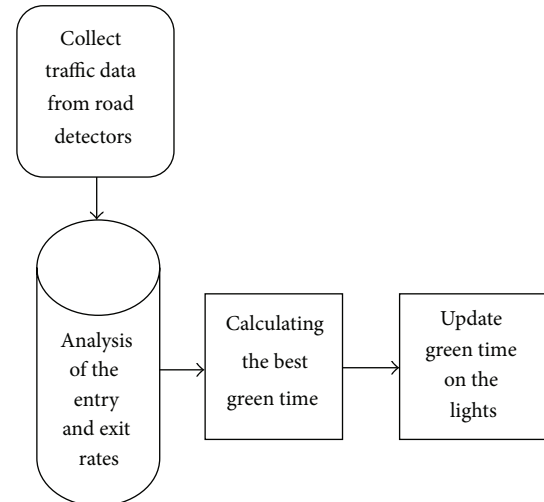 Collect
traffic data
from road
detectors
Analysis
of the
entry
and exit
rates
Calculating
the best
green time
Update
green time
on the
lights